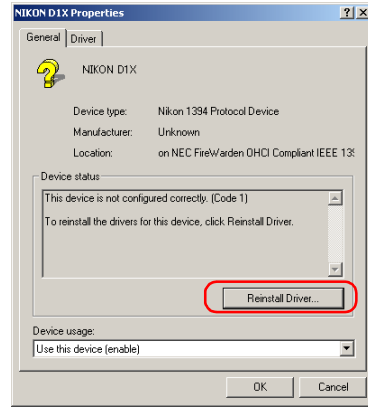 NIKON D1X Properties
General
Driver
NIKON D1X
Device type: Nikon 1394 Protocol Device
Manufacturer: Unknown
Location: on NEC FireWarden OHCI Compliant IEEE 139
Device status
This device is not configured correctly. (Code 1)
To reinstall the drivers for this device, click Reinstall Driver.
Reinstall Driver...
Device usage:
Use this device (enable)
OK
Cancel